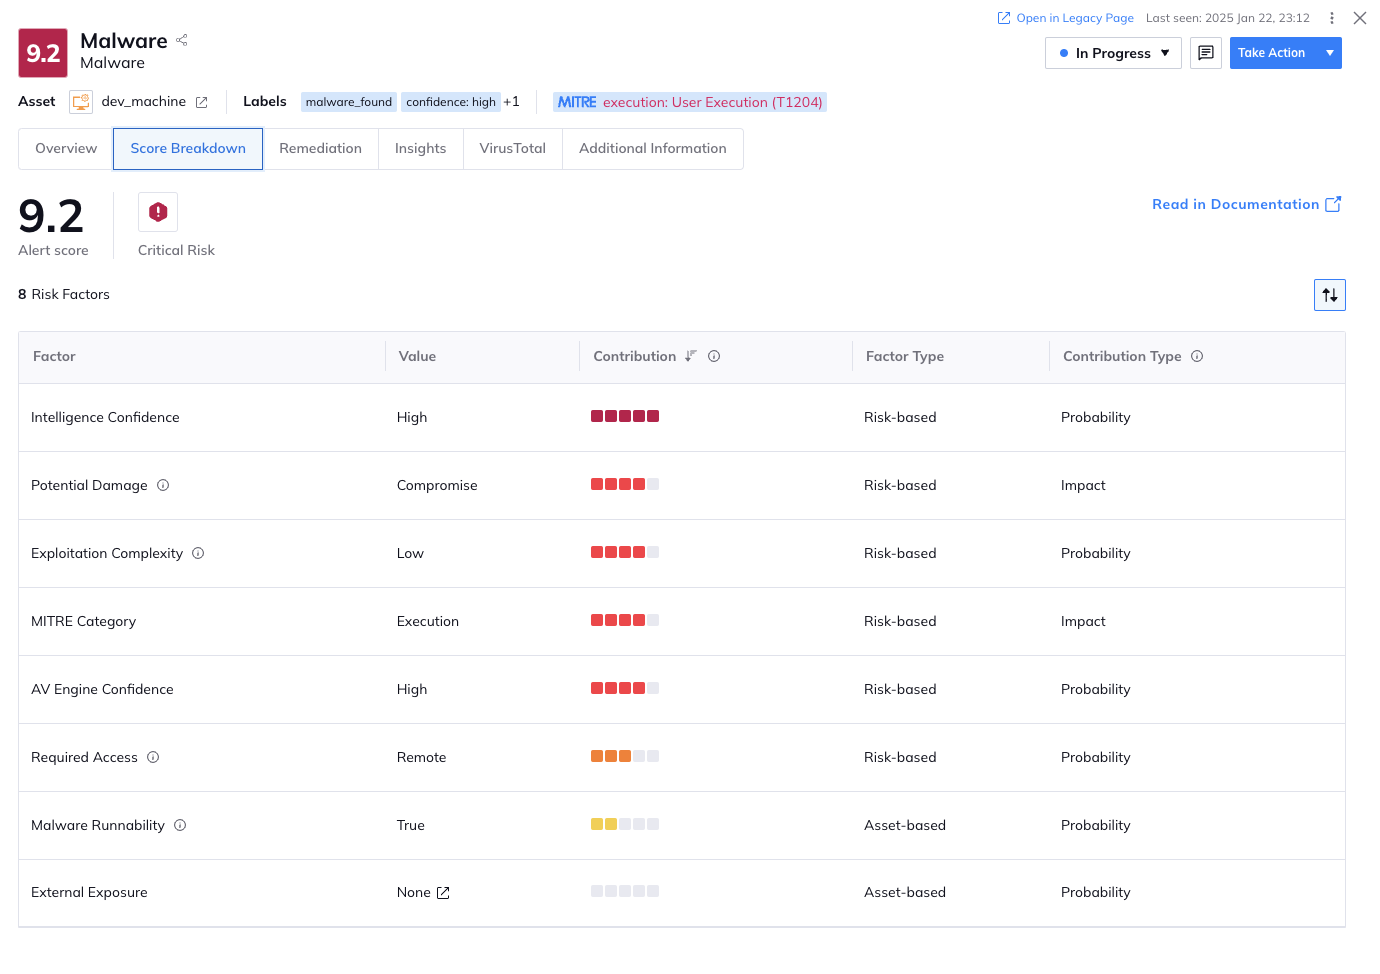 Open in Legacy Page Last seen: 2025 Jan 22, 23:12
9.2 Malware
Malware
In Progress Take Action
Asset dev_machine Labels malware_found confidence: high +1 MITRE execution: User Execution (T1204)
Overview Score Breakdown Remediation Insights VirusTotal Additional Information
9.2
Alert score Critical Risk
Read in Documentation
8 Risk Factors
Factor Value Contribution Factor Type Contribution Type
Intelligence Confidence High Risk-based Probability
Potential Damage Compromise Risk-based Impact
Exploitation Complexity Low Risk-based Probability
MITRE Category Execution Risk-based Impact
AV Engine Confidence High Risk-based Probability
Required Access Remote Risk-based Probability
Malware Runnability True Asset-based Probability
External Exposure None Asset-based Probability